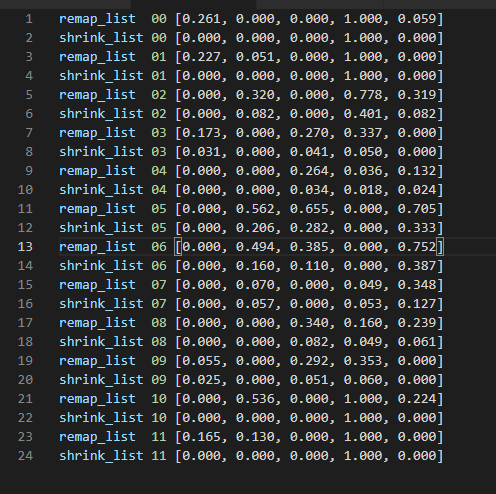 1 remap_list 00 [0.261, 0.000, 0.000, 1.000, 0.059]
2 shrink_list 00 [0.000, 0.000, 0.000, 1.000, 0.000]
3 remap_list 01 [0.227, 0.051, 0.000, 1.000, 0.000]
4 shrink_list 01 [0.000, 0.000, 0.000, 1.000, 0.000]
5 remap_list 02 [0.000, 0.320, 0.000, 0.778, 0.319]
6 shrink_list 02 [0.000, 0.082, 0.000, 0.401, 0.082]
7 remap_list 03 [0.173, 0.000, 0.270, 0.337, 0.000]
8 shrink_list 03 [0.031, 0.000, 0.041, 0.050, 0.000]
9 remap_list 04 [0.000, 0.000, 0.264, 0.036, 0.132]
10 shrink_list 04 [0.000, 0.000, 0.034, 0.018, 0.024]
11 remap_list 05 [0.000, 0.562, 0.655, 0.000, 0.705]
12 shrink_list 05 [0.000, 0.206, 0.282, 0.000, 0.333]
13 remap_list 06 [0.000, 0.494, 0.385, 0.000, 0.752]
14 shrink_list 06 [0.000, 0.160, 0.110, 0.000, 0.387]
15 remap_list 07 [0.000, 0.070, 0.000, 0.049, 0.348]
16 shrink_list 07 [0.000, 0.057, 0.000, 0.053, 0.127]
17 remap_list 08 [0.000, 0.000, 0.340, 0.160, 0.239]
18 shrink_list 08 [0.000, 0.000, 0.082, 0.049, 0.061]
19 remap_list 09 [0.055, 0.000, 0.292, 0.353, 0.000]
20 shrink_list 09 [0.025, 0.000, 0.051, 0.060, 0.000]
21 remap_list 10 [0.000, 0.536, 0.000, 1.000, 0.224]
22 shrink_list 10 [0.000, 0.000, 0.000, 1.000, 0.000]
23 remap_list 11 [0.165, 0.130, 0.000, 1.000, 0.000]
24 shrink_list 11 [0.000, 0.000, 0.000, 1.000, 0.000]